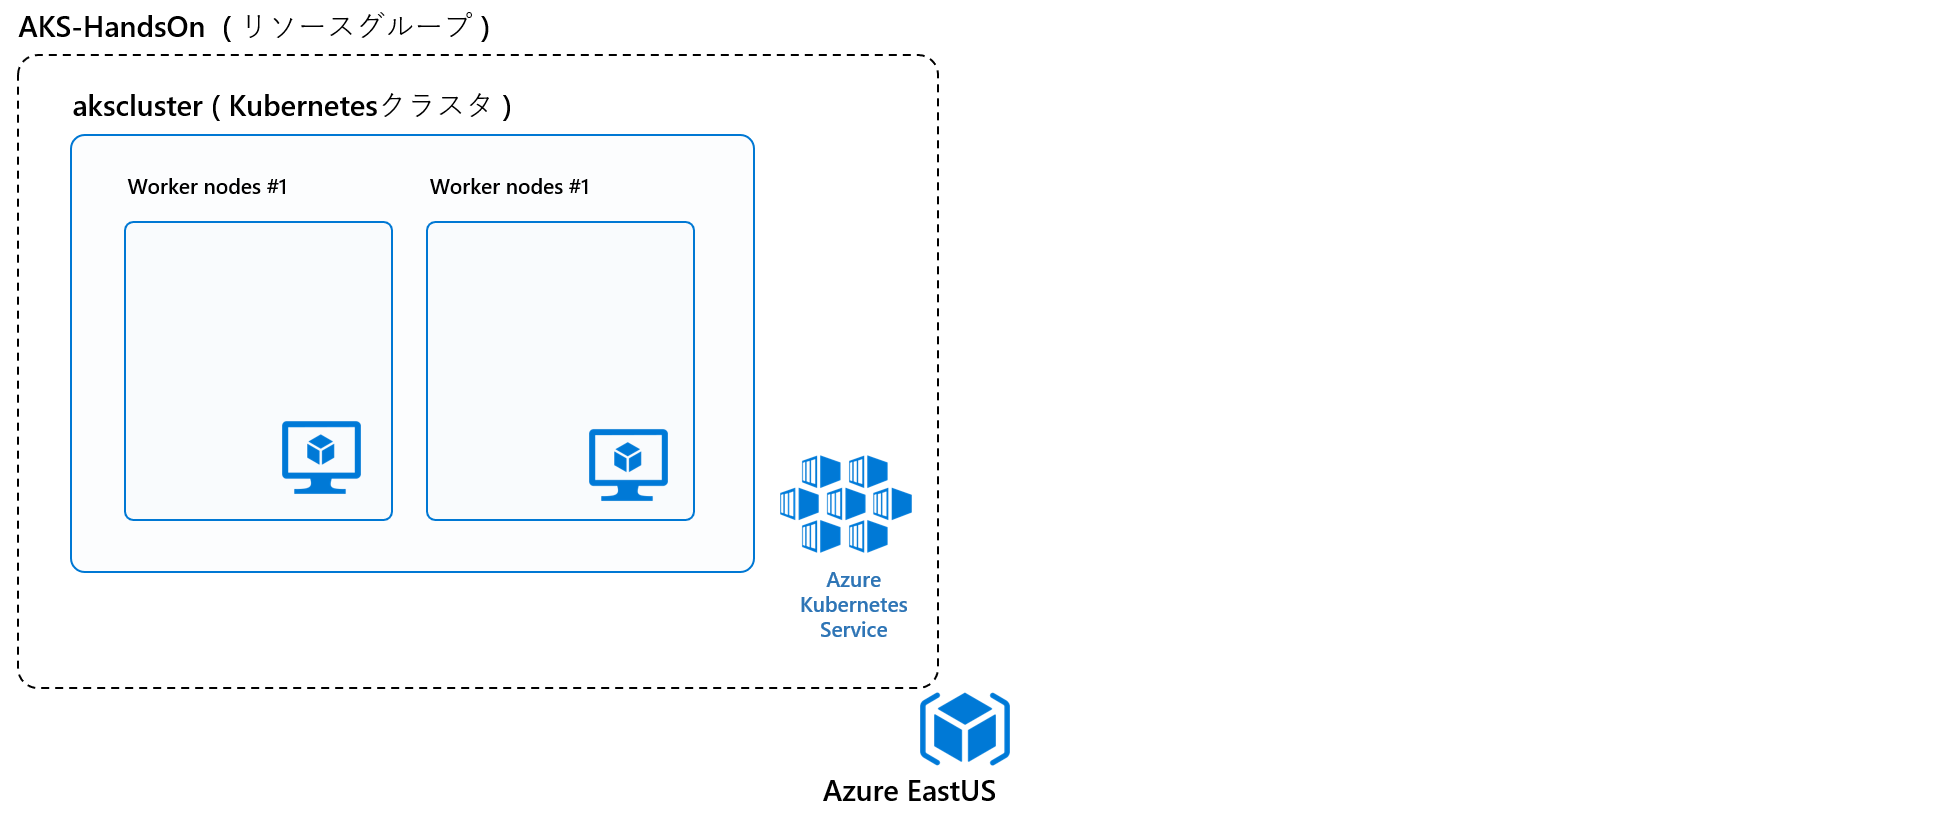 AKS-HandsOn ( リソースグループ )
akscluster ( Kubernetesクラスタ )
Worker nodes #1
Worker nodes #1
Azure
Kubernetes
Service
Azure EastUS